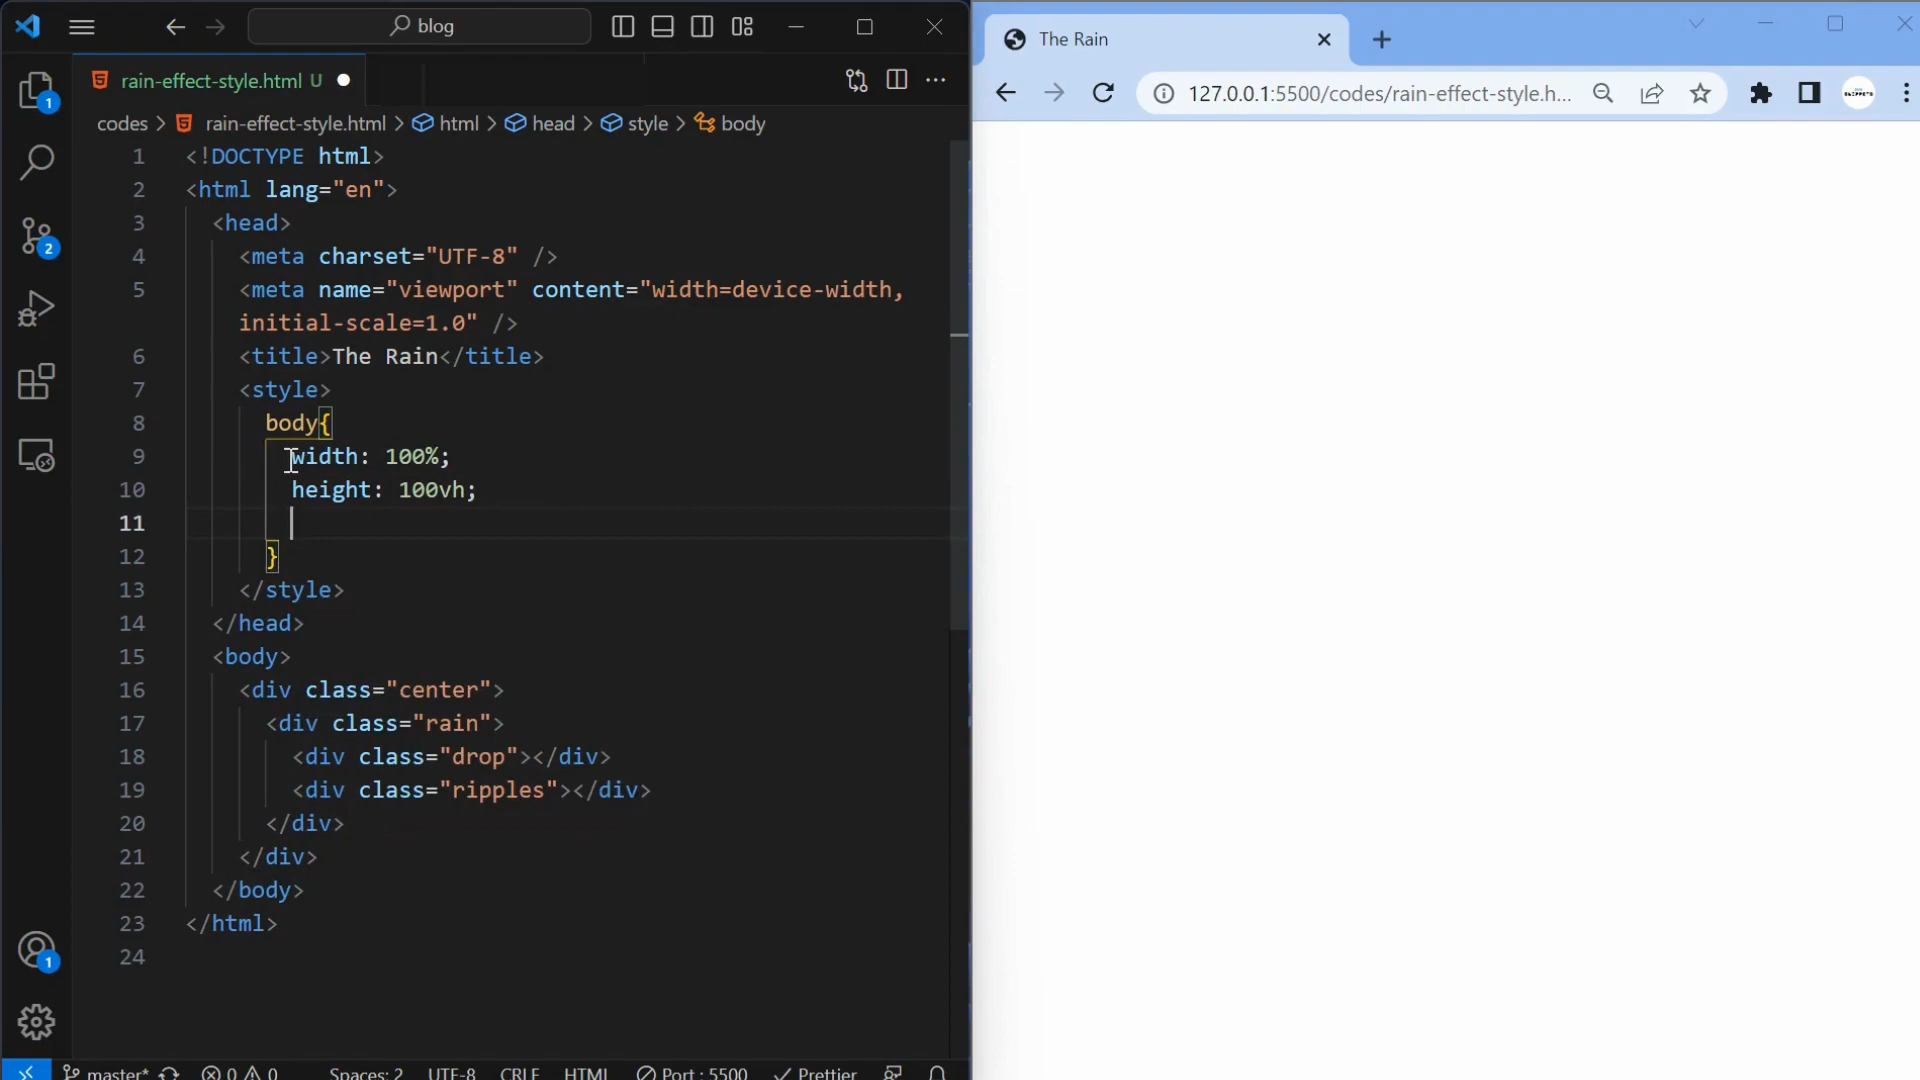 blog
The Rain
rain-effect-style.html U
127.0.0.1:5500/codes/rain-effect-style.h...
codes > rain-effect-style.html > html > head > style > body
1 <!DOCTYPE html>
2 <html lang="en">
3 <head>
4 <meta charset="UTF-8" />
5 <meta name="viewport" content="width=device-width,
initial-scale=1.0" />
6 <title>The Rain</title>
7 <style>
8 body{
9 width: 100%;
10 height: 100vh;
11
12 }
13 </style>
14 </head>
15 <body>
16 <div class="center">
17 <div class="rain">
18 <div class="drop"></div>
19 <div class="ripples"></div>
20 </div>
21 </div>
22 </body>
23 </html>
24
1
2
1
master* 0 0 Spaces: 2 UTF-8 CRLF HTML Port : 5500 Prettier